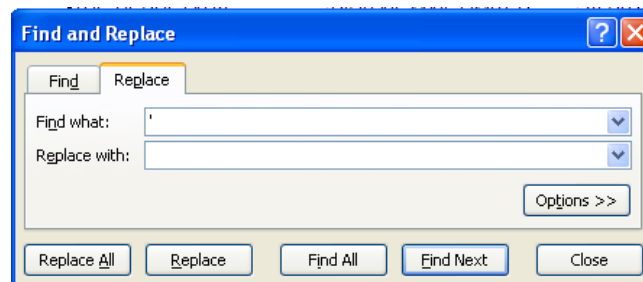 Find and Replace
Find Replace
Find what: '
Replace with:
Options >>
Replace All Replace Find All Find Next Close